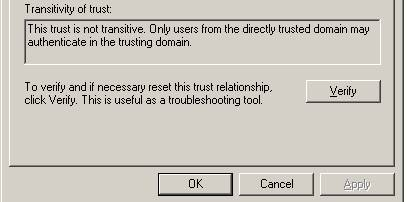 Transitivity of trust:
This trust is not transitive. Only users from the directly trusted domain may
authenticate in the trusting domain.
To verify and if necessary reset this trust relationship,
click Verify. This is useful as a troubleshooting tool.
Verify
OK
Cancel
Apply